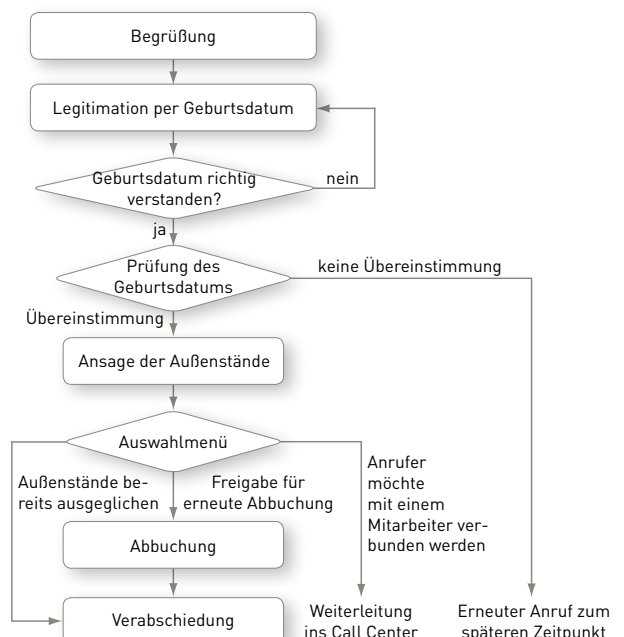 Begrüßung
Legitimation per Geburtsdatum
Geburtsdatum richtig
verstanden?
nein
ja
Prüfung des
Geburtsdatums
keine Übereinstimmung
Übereinstimmung
Ansage der Außenstände
Auswahlmenü
Außenstände be-
reits ausgeglichen
Freigabe für
erneute Abbuchung
Anrufer
möchte
mit einem
Mitarbeiter ver-
bunden werden
Abbuchung
Verabschiedung
Weiterleitung
ins Call Center
Erneuter Anruf zum
späteren Zeitpunkt